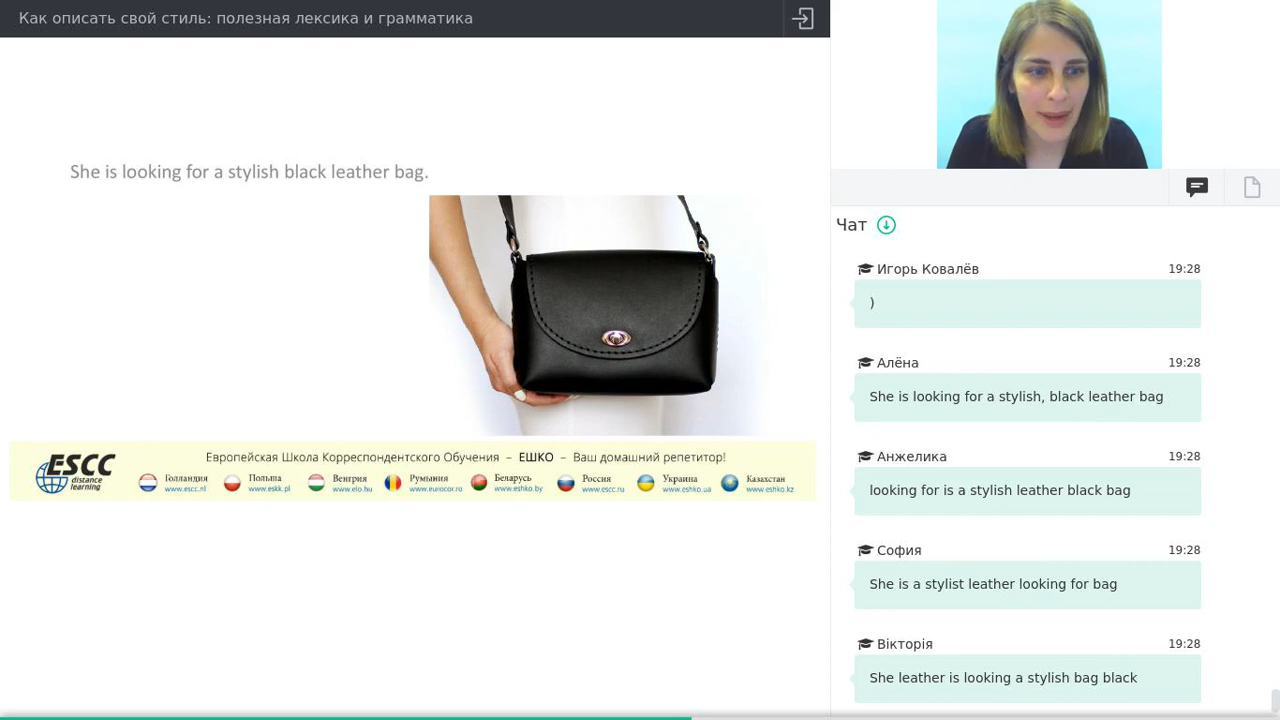 Как описать свой стиль: полезная лексика и грамматика
She is looking for a stylish black leather bag.
ESCC
distance
learning
Европейская Школа Корреспондентского Обучения – ЕШКО – Ваш домашний репетитор!
Голландия
www.escc.nl
Польша
www.eskk.pl
Венгрия
www.elo.hu
Румыния
www.eurocor.ro
Беларусь
www.eshko.by
Россия
www.escc.ru
Украина
www.eshko.ua
Казахстан
www.eshko.kz
Чат
Игорь Ковалёв 19:28
)
Алёна 19:28
She is looking for a stylish, black leather bag
Анжелика 19:28
looking for is a stylish leather black bag
София 19:28
She is a stylist leather looking for bag
Вікторія 19:28
She leather is looking a stylish bag black